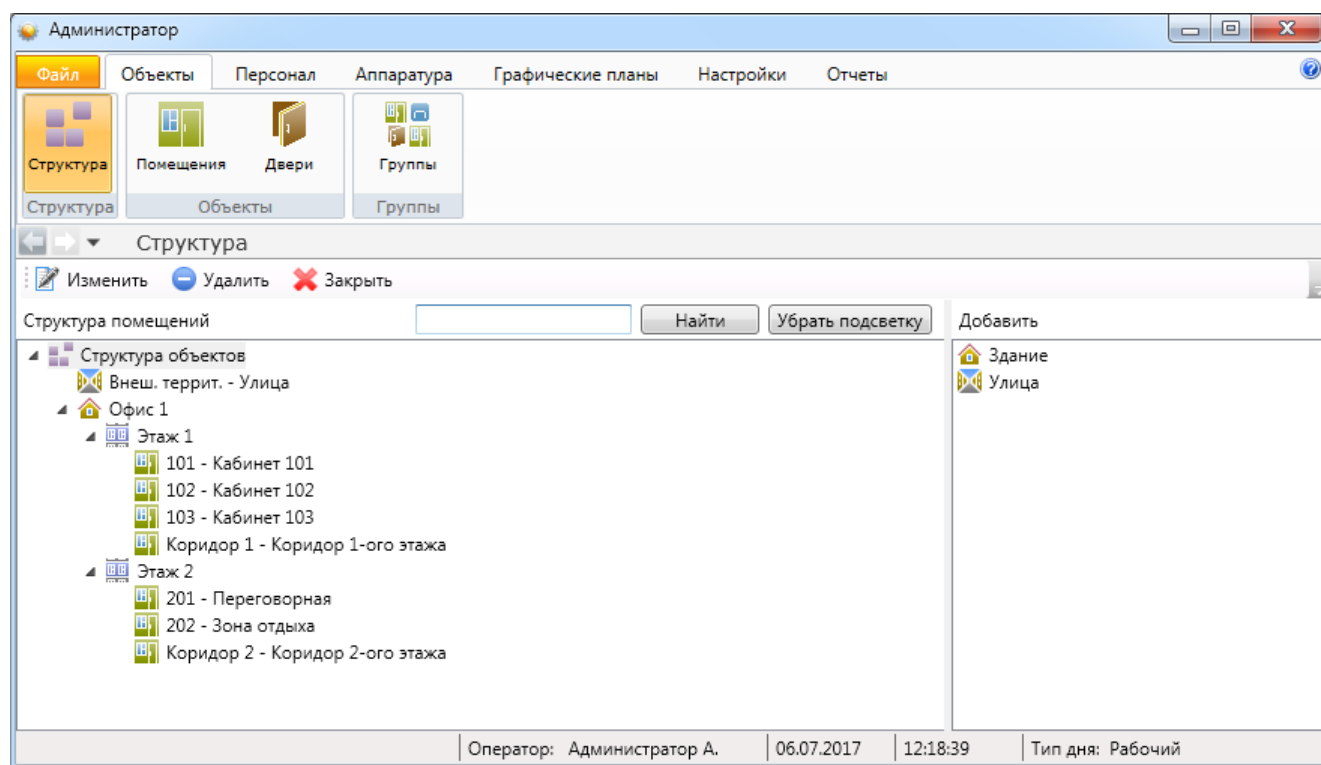 Администратор
Файл Объекты Персонал Аппаратура Графические планы Настройки Отчеты
Структура Помещения Двери Группы
Структура Объекты Группы
Структура
Изменить Удалить Закрыть
Структура помещений Найти Убрать подсветку Добавить
Структура объектов Здание
Внеш. террит. - Улица Улица
Офис 1
Этаж 1
101 - Кабинет 101
102 - Кабинет 102
103 - Кабинет 103
Коридор 1 - Коридор 1-ого этажа
Этаж 2
201 - Переговорная
202 - Зона отдыха
Коридор 2 - Коридор 2-ого этажа
Оператор: Администратор А. 06.07.2017 12:18:39 Тип дня: Рабочий